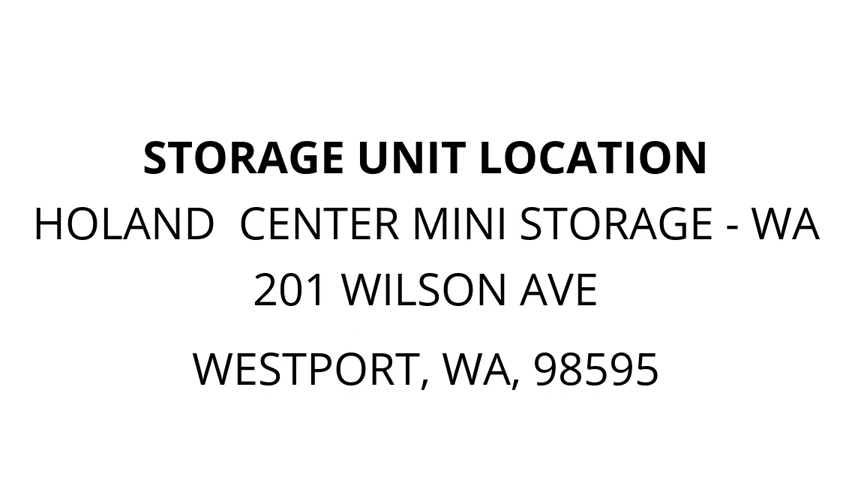 STORAGE UNIT LOCATION
HOLAND  CENTER MINI STORAGE - WA
201 WILSON AVE
WESTPORT, WA, 98595